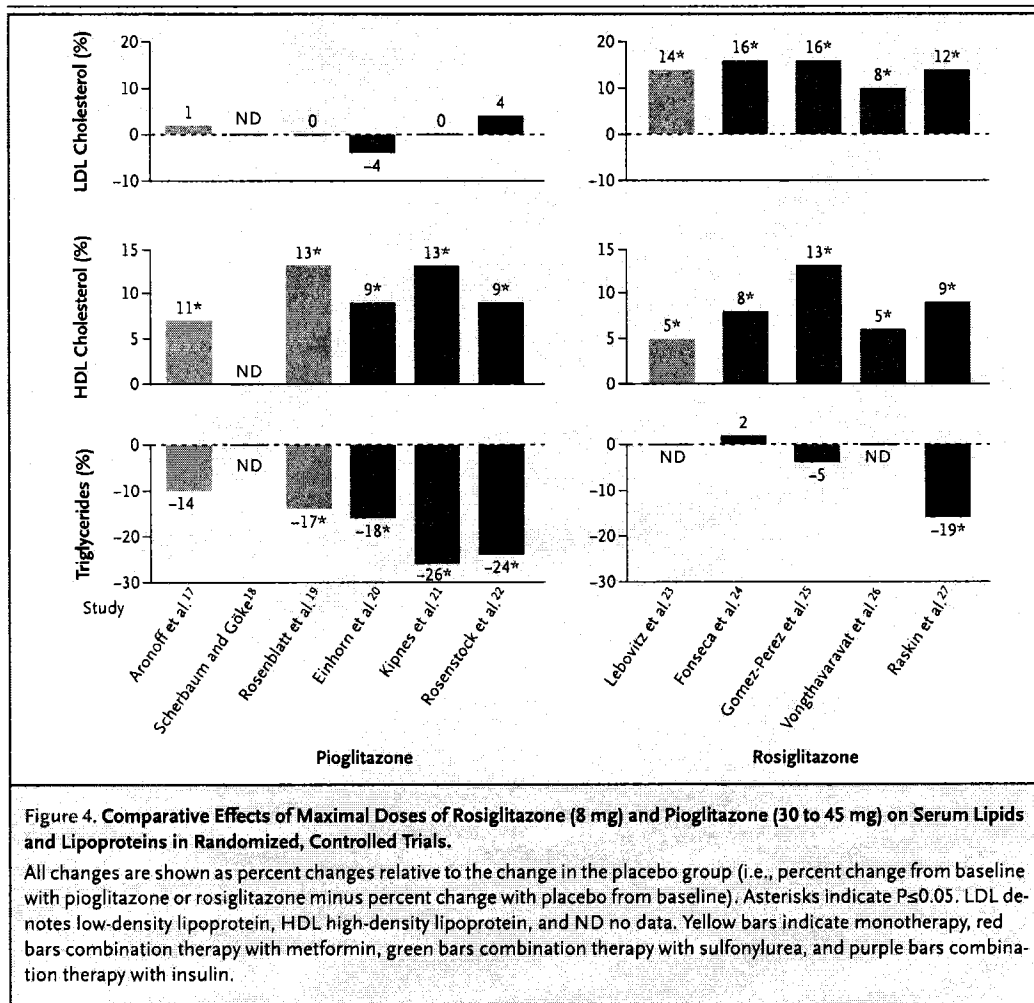 LDL Cholesterol (%)
20
10
0
−10
1
ND
0
−4
0
4
20
10
0
−10
14*
16*
16*
8*
12*
HDL Cholesterol (%)
15
10
5
0
11*
ND
13*
9*
13*
9*
15
10
5
0
5*
8*
13*
5*
9*
Triglycerides (%)
0
−10
−20
−30
−14
ND
−17*
−18*
−26*
−24*
0
−10
−20
−30
ND
2
−5
ND
−19*
Study
Aronoff et al.17
Scherbaum and Göke18
Rosenblatt et al.19
Einhorn et al.20
Kipnes et al.21
Rosenstock et al.22
Lebovitz et al.23
Fonseca et al.24
Gomez-Perez et al.25
Vongthavaravat et al.26
Raskin et al.27
Pioglitazone
Rosiglitazone
Figure 4. Comparative Effects of Maximal Doses of Rosiglitazone (8 mg) and Pioglitazone (30 to 45 mg) on Serum Lipids
and Lipoproteins in Randomized, Controlled Trials.
All changes are shown as percent changes relative to the change in the placebo group (i.e., percent change from baseline
with pioglitazone or rosiglitazone minus percent change with placebo from baseline). Asterisks indicate P≤0.05. LDL de-
notes low-density lipoprotein, HDL high-density lipoprotein, and ND no data. Yellow bars indicate monotherapy, red
bars combination therapy with metformin, green bars combination therapy with sulfonylurea, and purple bars combina-
tion therapy with insulin.